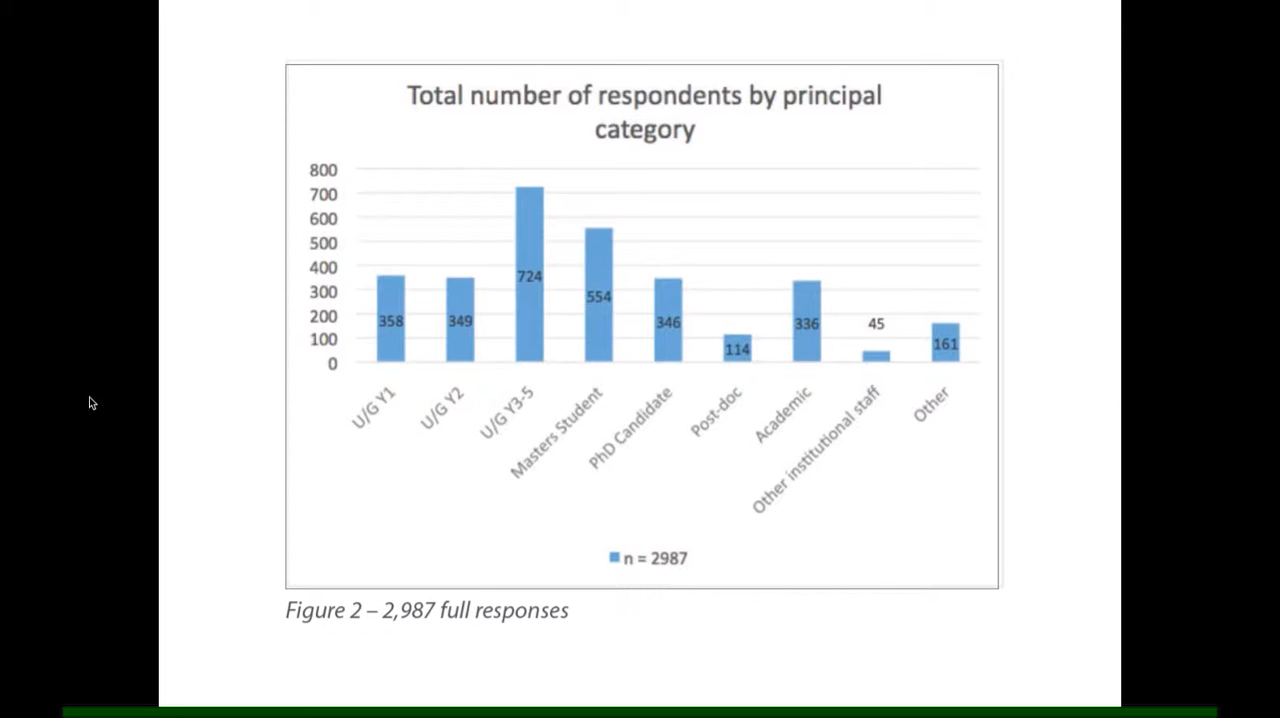 Total number of respondents by principal
category
800
700
600
500
400
300
200
100
0
358
349
724
554
346
114
336
45
161
U/G Y1
U/G Y2
U/G Y3-5
Masters Student
PhD Candidate
Post-doc
Academic
Other institutional staff
Other
n = 2987
Figure 2 – 2,987 full responses